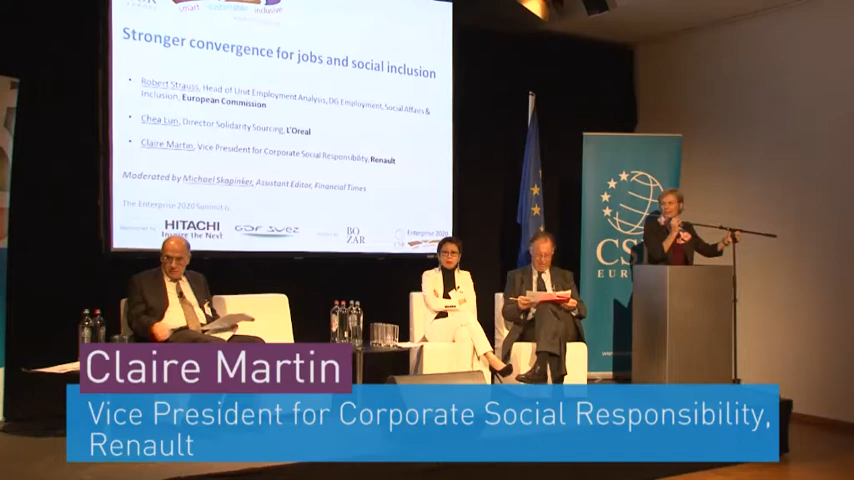 smart sustainable inclusive
Stronger convergence for jobs and social inclusion
• Robert Strauss, Head of Unit Employment Analysis, DG Employment, Social Affairs &
Inclusion, European Commission
• Chea Lun, Director Solidarity Sourcing, L'Oreal
• Claire Martin, Vice President for Corporate Social Responsibility, Renault
Moderated by Michael Skapinker, Assistant Editor, Financial Times
The Enterprise 2020 Summit is
HITACHI
Inspire the Next
GDF SUEZ
BO
ZAR
Enterprise 2020
CSR
EUROPE
Claire Martin
Vice President for Corporate Social Responsibility,
Renault